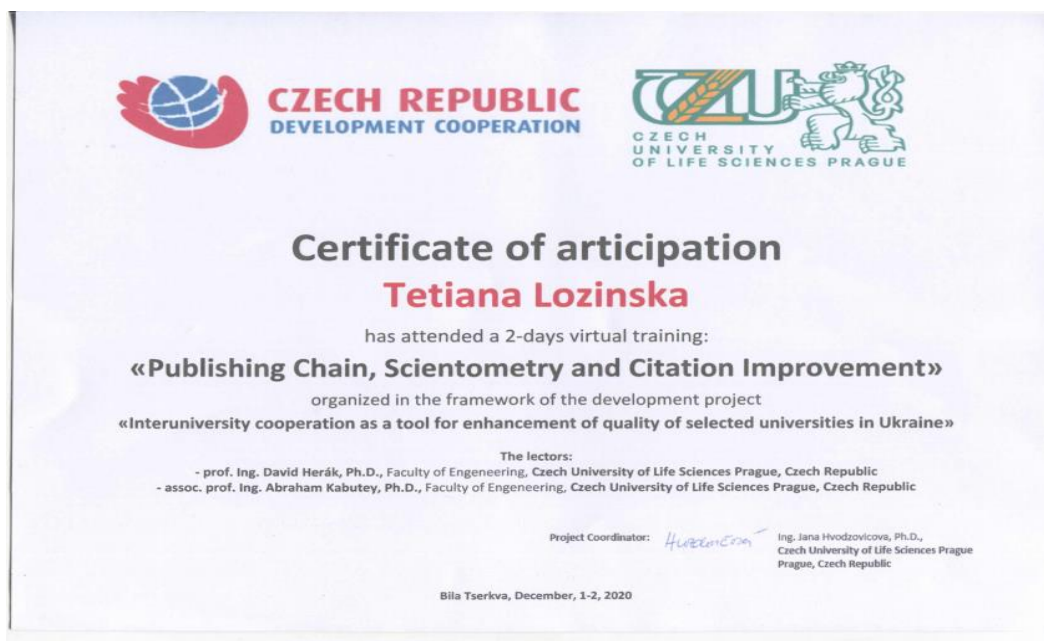 CZECH REPUBLIC
DEVELOPMENT COOPERATION
CZU
CZECH
UNIVERSITY
OF LIFE SCIENCES PRAGUE
Certificate of articipation
Tetiana Lozinska
has attended a 2-days virtual training:
«Publishing Chain, Scientometry and Citation Improvement»
organized in the framework of the development project
«Interuniversity cooperation as a tool for enhancement of quality of selected universities in Ukraine»
The lectors:
- prof. Ing. David Herák, Ph.D., Faculty of Engeneering, Czech University of Life Sciences Prague, Czech Republic
- assoc. prof. Ing. Abraham Kabutey, Ph.D., Faculty of Engeneering, Czech University of Life Sciences Prague, Czech Republic
Project Coordinator:
Ing. Jana Hvodzovicova, Ph.D.,
Czech University of Life Sciences Prague
Prague, Czech Republic
Bila Tserkva, December, 1-2, 2020